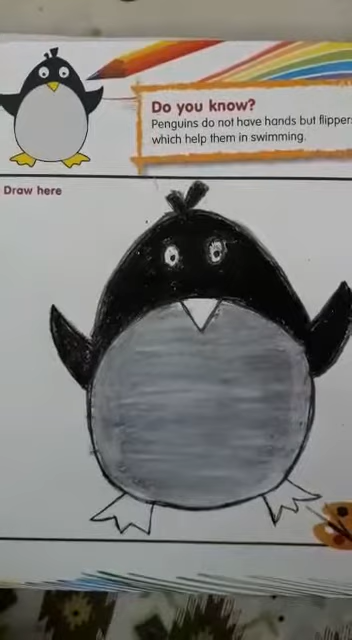 Do you know?
Penguins do not have hands but flippers
which help them in swimming.
Draw here